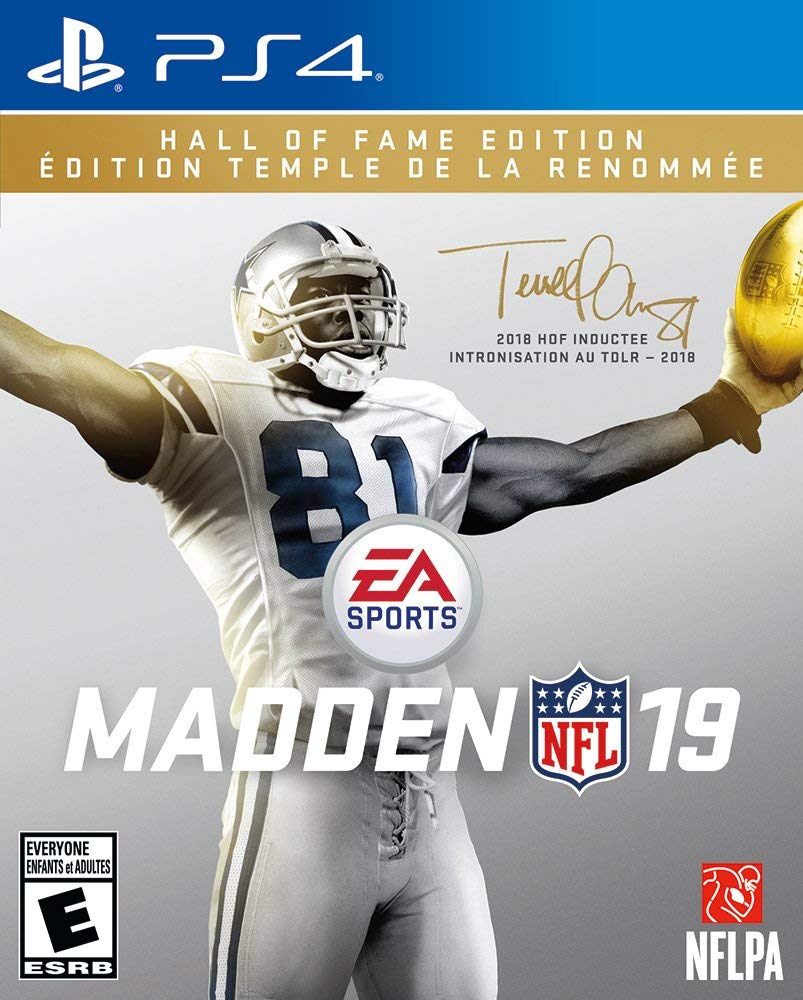 PS4
HALL OF FAME EDITION
ÉDITION TEMPLE DE LA RENOMMÉE
2018 HOF INDUCTEE
INTRONISATION AU TDLR – 2018
81
EA
SPORTS™
MADDEN NFL 19
EVERYONE
ENFANTS et ADULTES
E
ESRB
NFLPA